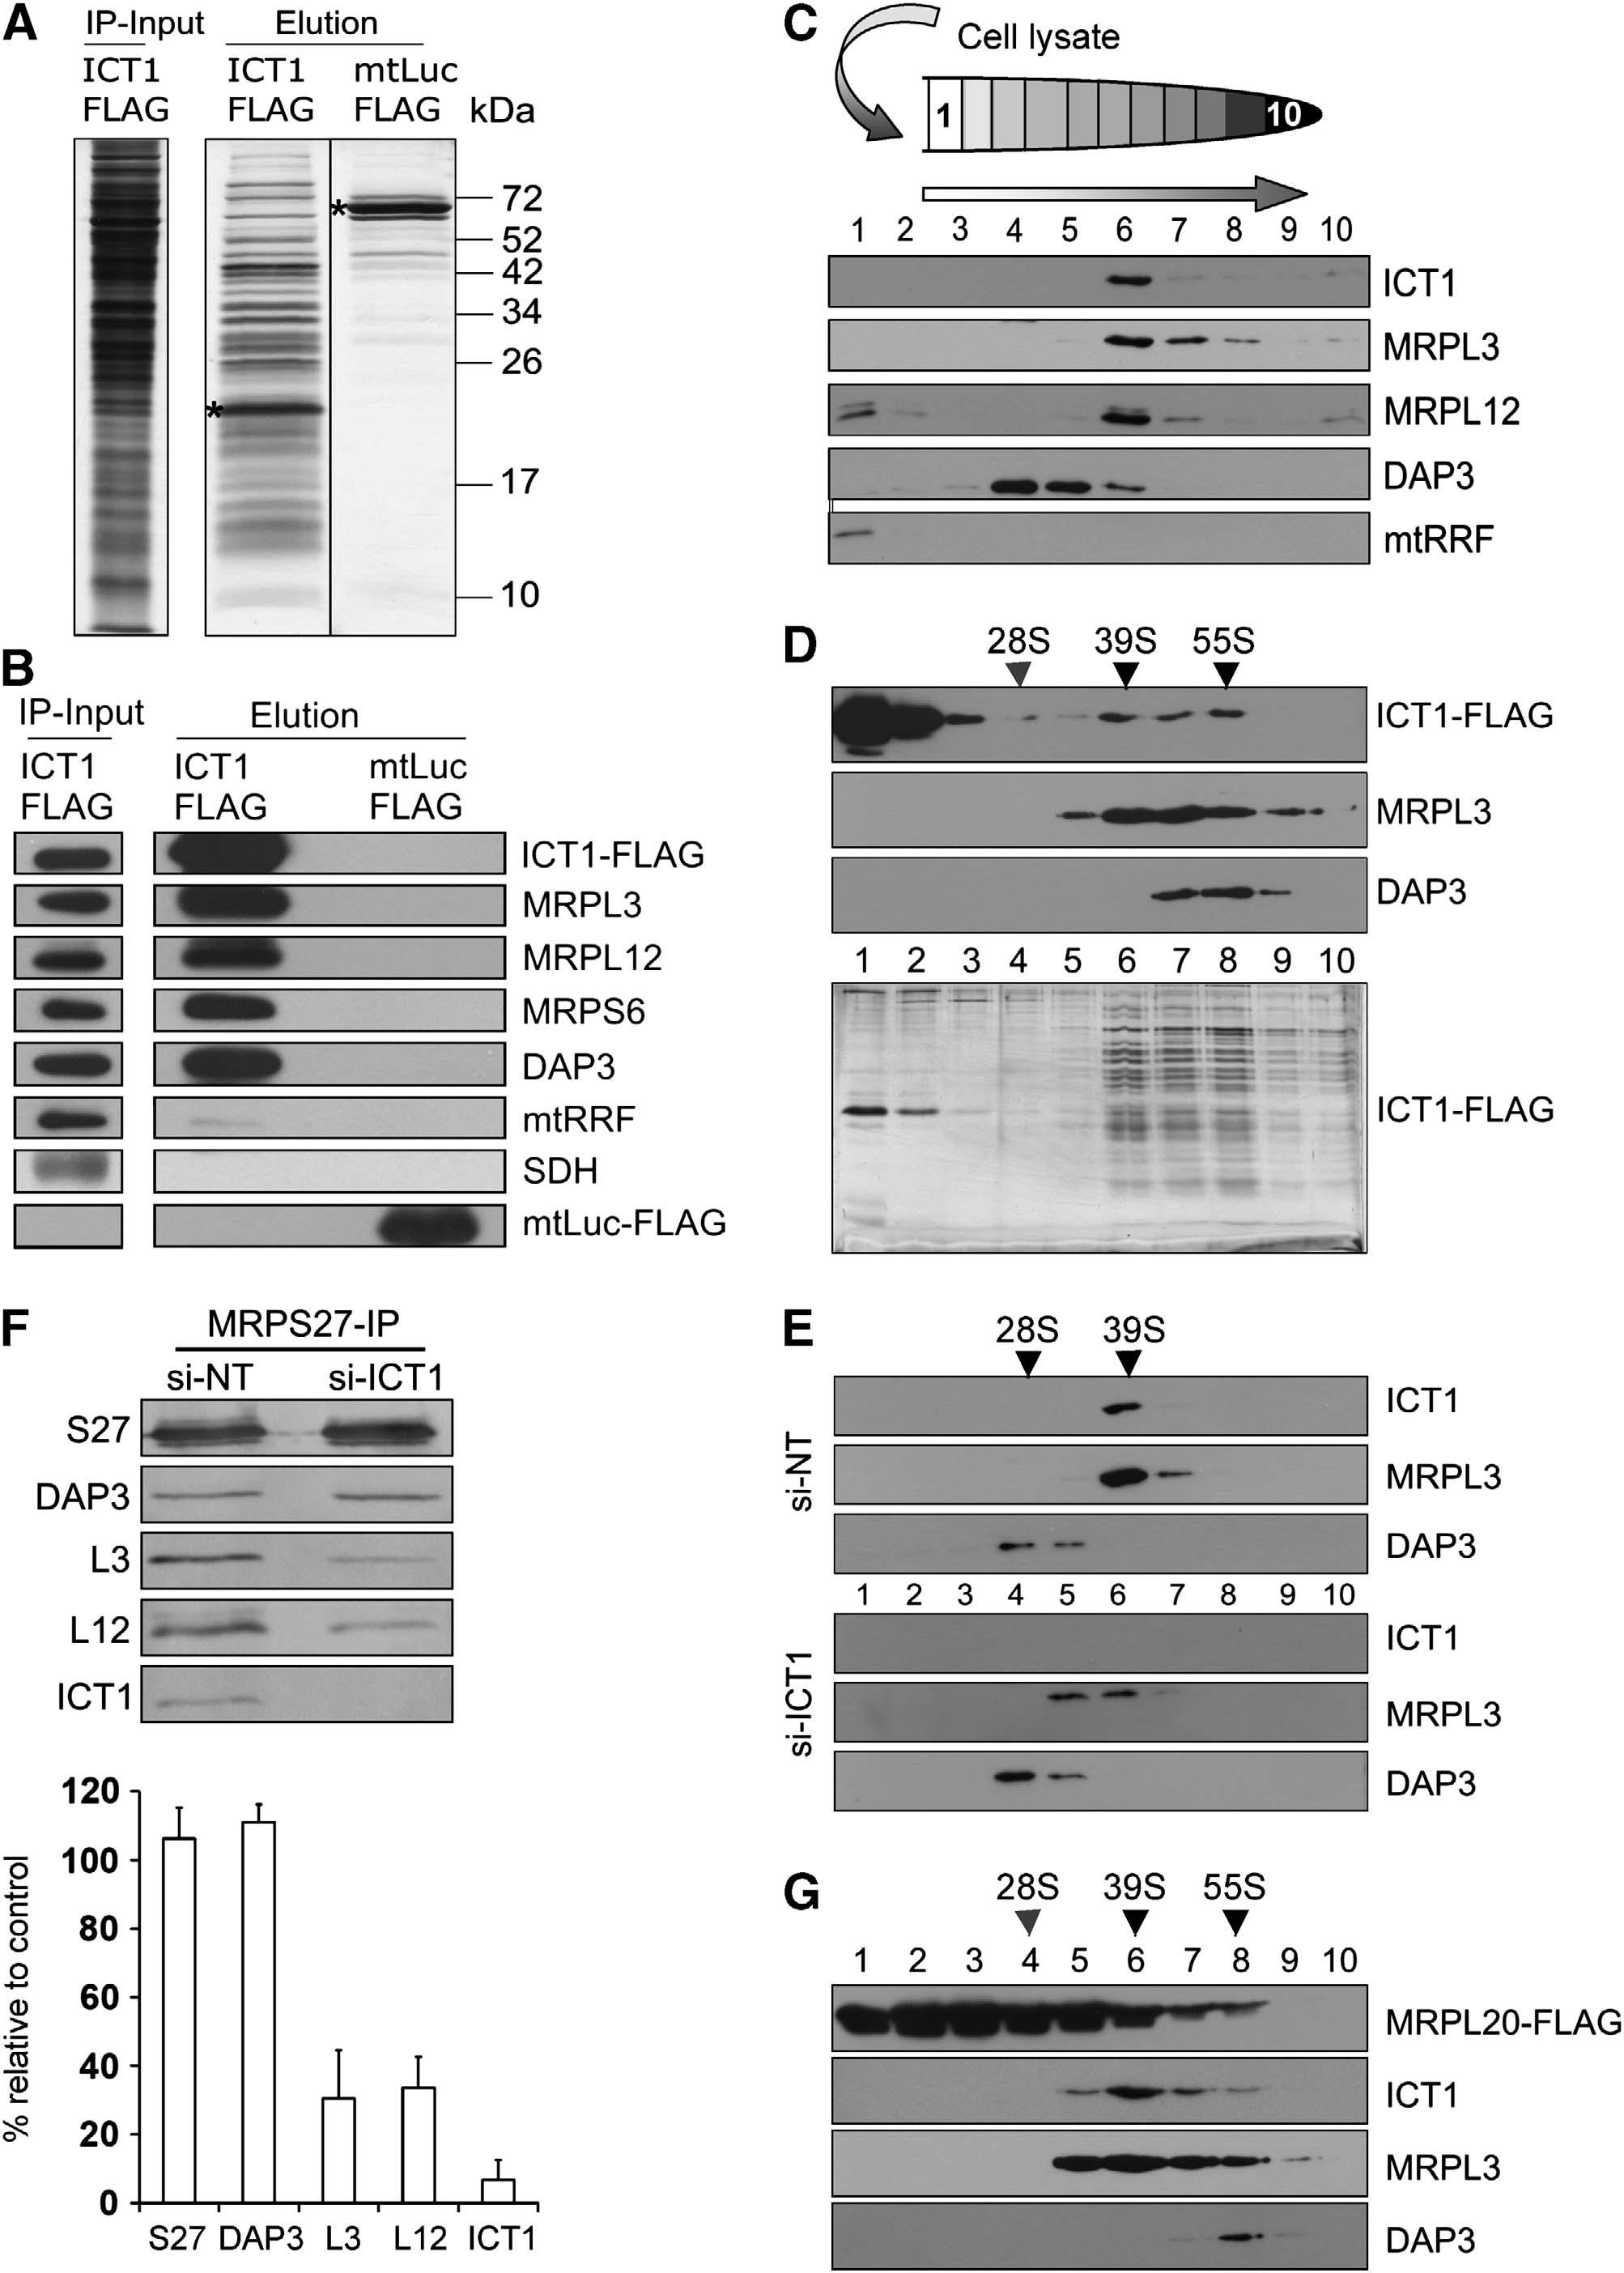 A
IP-Input Elution
ICT1 ICT1 mtLuc
FLAG FLAG FLAG kDa
*
*
72
52
42
34
26
17
10
B
IP-Input Elution
ICT1 ICT1 mtLuc
FLAG FLAG FLAG
ICT1-FLAG
MRPL3
MRPL12
MRPS6
DAP3
mtRRF
SDH
mtLuc-FLAG
C
Cell lysate
1 10
1 2 3 4 5 6 7 8 9 10
ICT1
MRPL3
MRPL12
DAP3
mtRRF
D
28S 39S 55S
ICT1-FLAG
MRPL3
DAP3
1 2 3 4 5 6 7 8 9 10
ICT1-FLAG
E
28S 39S
si-NT
ICT1
MRPL3
DAP3
1 2 3 4 5 6 7 8 9 10
si-ICT1
ICT1
MRPL3
DAP3
F
MRPS27-IP
si-NT si-ICT1
S27
DAP3
L3
L12
ICT1
% relative to control
120
100
80
60
40
20
0
S27 DAP3 L3 L12 ICT1
G
28S 39S 55S
1 2 3 4 5 6 7 8 9 10
MRPL20-FLAG
ICT1
MRPL3
DAP3